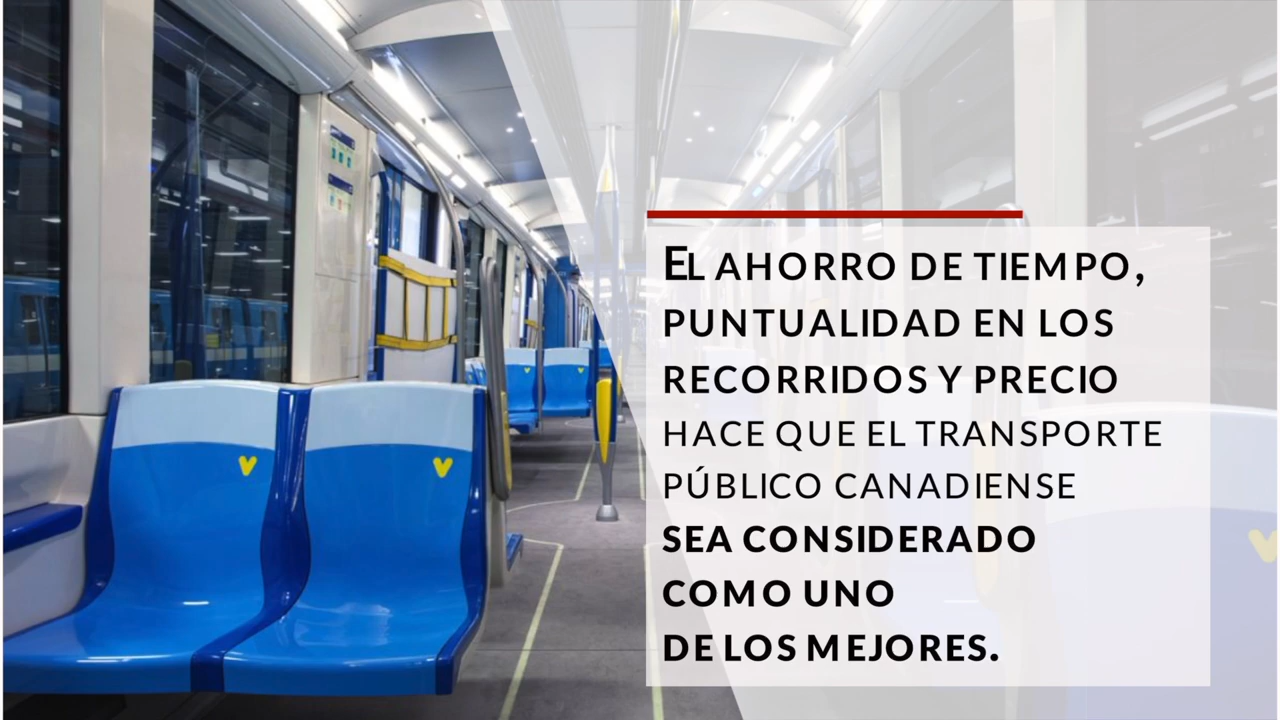 El AHORRO DE TIEMPO,
PUNTUALIDAD EN LOS
RECORRIDOS Y PRECIO
HACE QUE EL TRANSPORTE
PÚBLICO CANADIENSE
SEA CONSIDERADO
COMO UNO
DE LOS MEJORES.